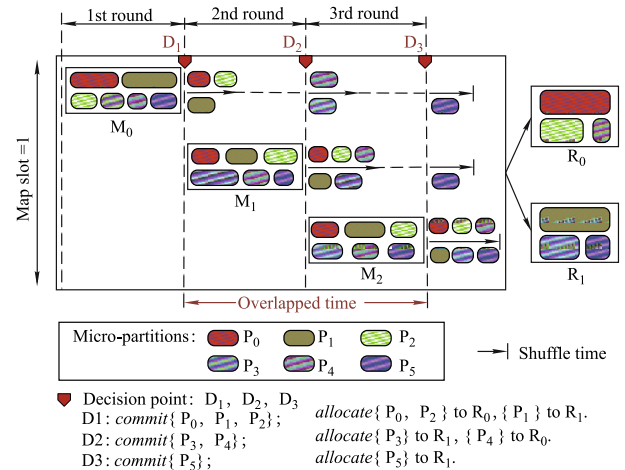 1st round 2nd round 3rd round
D1 D2 D3
Map slot = 1
M0
M1
M2
R0
R1
Overlapped time
Micro-partitions: P0 P1 P2
P3 P4 P5
Shuffle time
Decision point: D1, D2, D3
D1: commit{ P0, P1, P2}; allocate{ P0, P2 } to R0, { P1 } to R1.
D2: commit{ P3, P4}; allocate{ P3} to R1, { P4 } to R0.
D3: commit{ P5}; allocate{ P5} to R1.